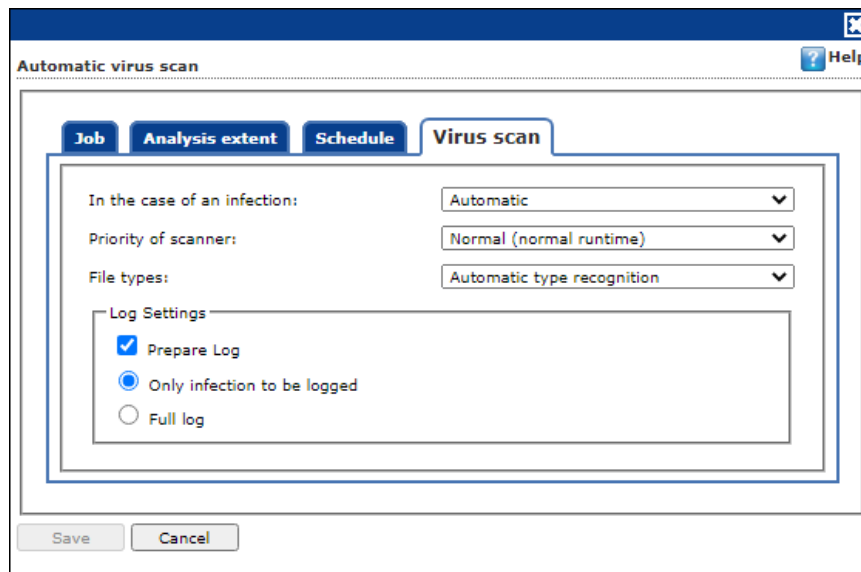 Automatic virus scan
? Help
Job Analysis extent Schedule Virus scan
In the case of an infection: Automatic
Priority of scanner: Normal (normal runtime)
File types: Automatic type recognition
Log Settings
Prepare Log
Only infection to be logged
Full log
Save Cancel